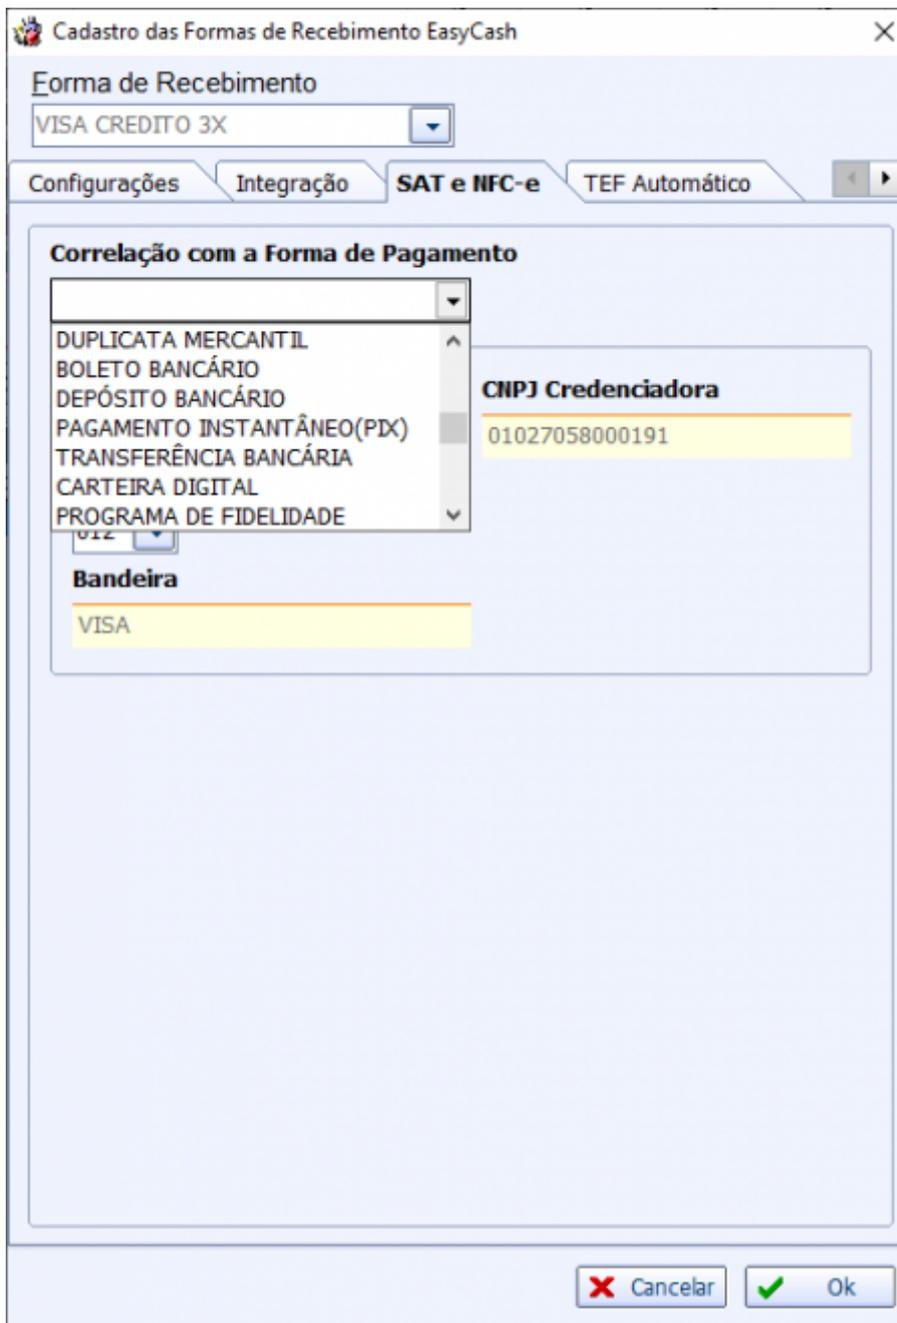 Cadastro das Formas de Recebimento EasyCash
Forma de Recebimento
VISA CREDITO 3X
Configurações Integração SAT e NFC-e TEF Automático
Correlação com a Forma de Pagamento
DUPLICATA MERCANTIL
BOLETO BANCÁRIO
DEPÓSITO BANCÁRIO
PAGAMENTO INSTANTÂNEO(PIX)
TRANSFERÊNCIA BANCÁRIA
CARTEIRA DIGITAL
PROGRAMA DE FIDELIDADE
CNPJ Credenciadora
01027058000191
012
Bandeira
VISA
Cancelar Ok